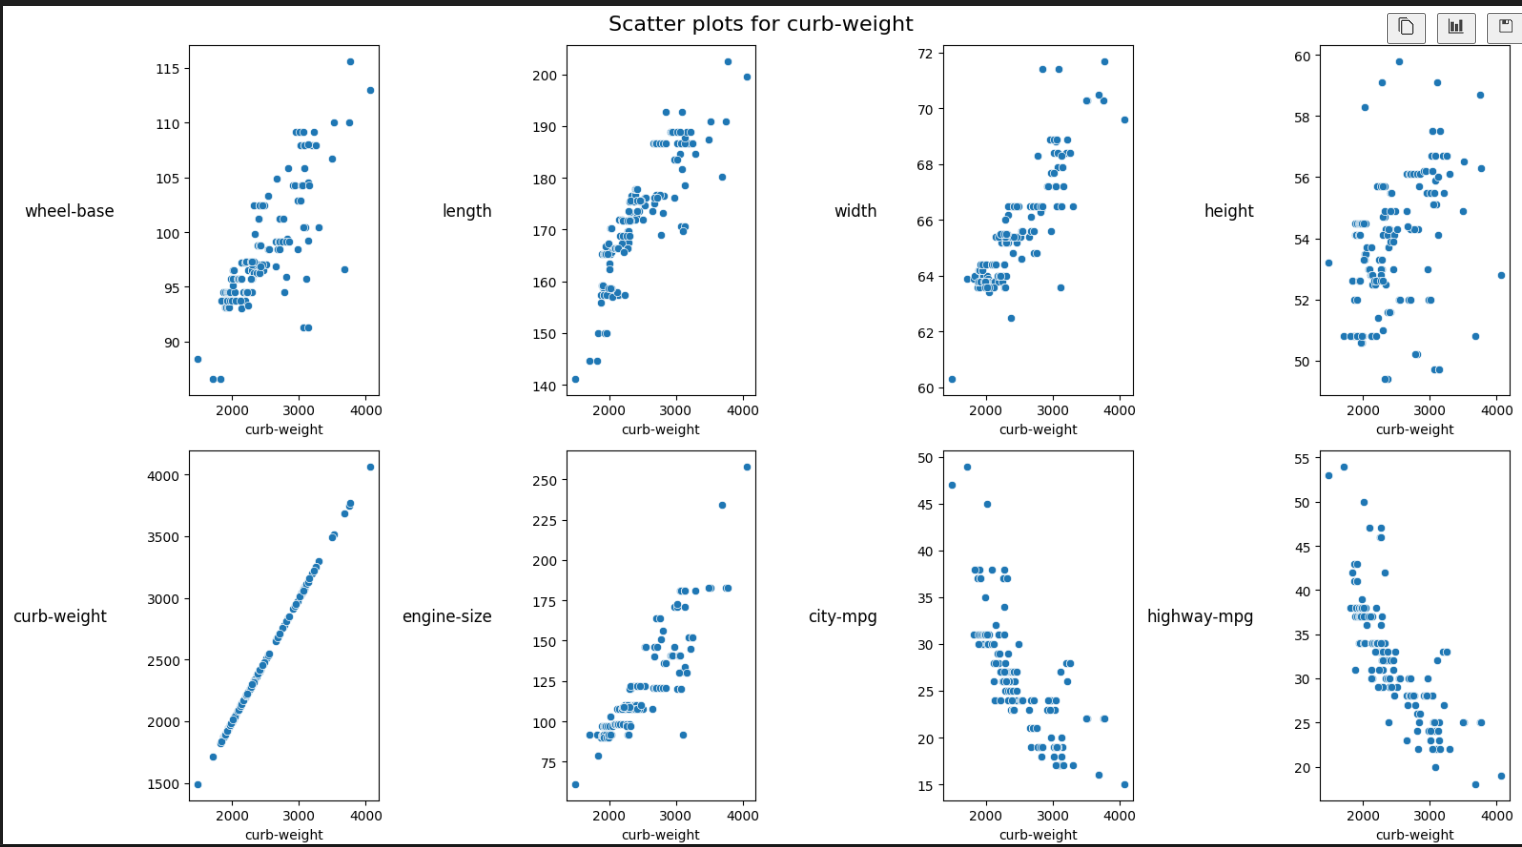 Scatter plots for curb-weight
wheel-base
115
110
105
100
95
90
2000 3000 4000
curb-weight
length
200
190
180
170
160
150
140
2000 3000 4000
curb-weight
width
72
70
68
66
64
62
60
2000 3000 4000
curb-weight
height
60
58
56
54
52
50
2000 3000 4000
curb-weight
curb-weight
4000
3500
3000
2500
2000
1500
2000 3000 4000
curb-weight
engine-size
250
225
200
175
150
125
100
75
2000 3000 4000
curb-weight
city-mpg
50
45
40
35
30
25
20
15
2000 3000 4000
curb-weight
highway-mpg
55
50
45
40
35
30
25
20
2000 3000 4000
curb-weight